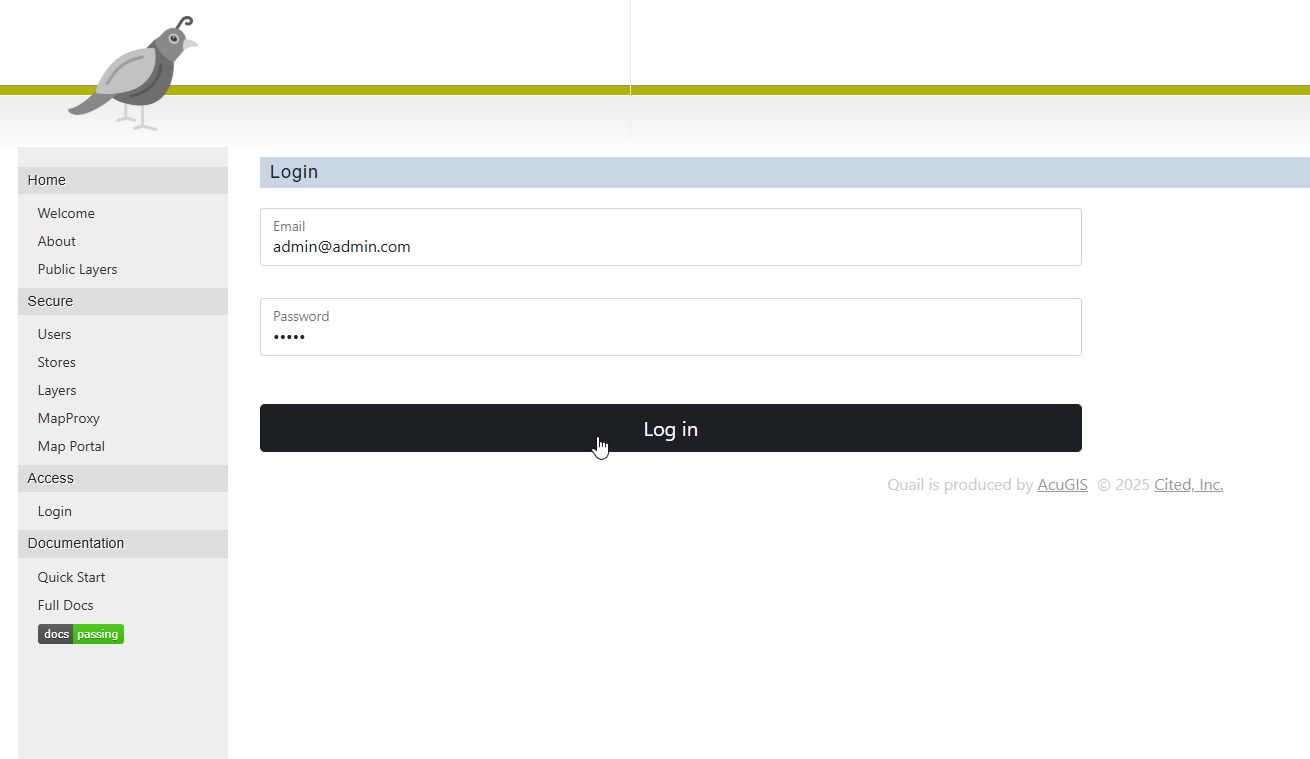 Home
Welcome
About
Public Layers
Secure
Users
Stores
Layers
MapProxy
Map Portal
Access
Login
Documentation
Quick Start
Full Docs
docs passing
Login
Email
admin@admin.com
Password
•••••
Log in
Quail is produced by AcuGIS © 2025 Cited, Inc.